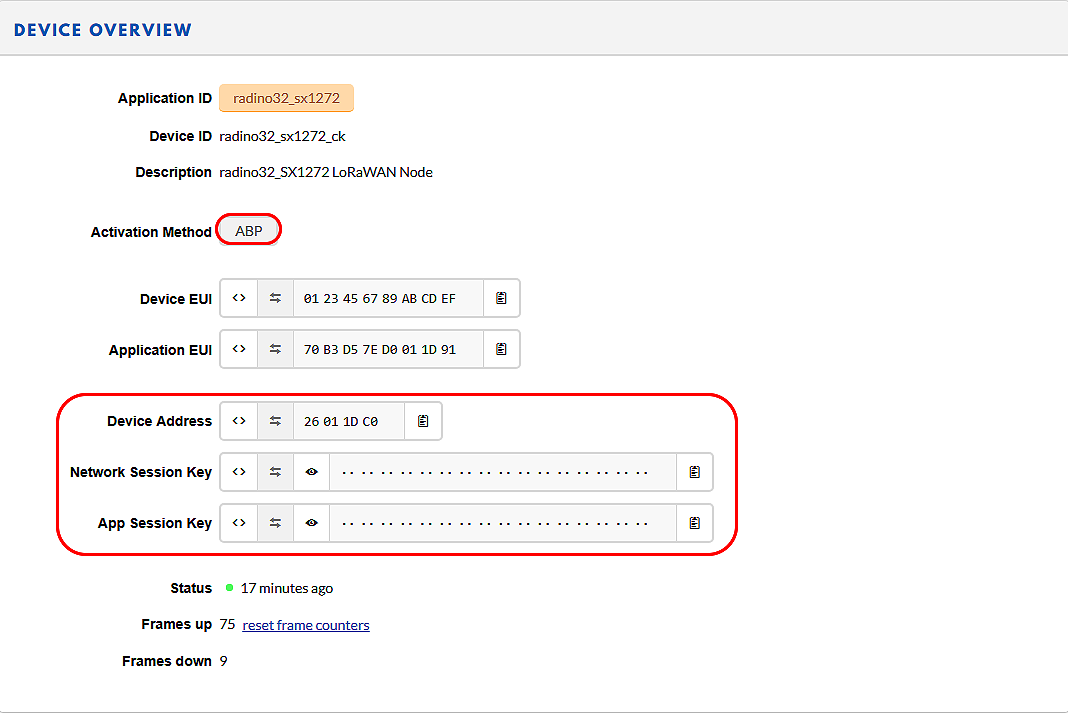 DEVICE OVERVIEW
Application ID radino32_sx1272
Device ID radino32_sx1272_ck
Description radino32_SX1272 LoRaWAN Node
Activation Method ABP
Device EUI <> 01 23 45 67 89 AB CD EF
Application EUI <> 70 B3 D5 7E D0 01 1D 91
Device Address <> 26 01 1D C0
Network Session Key <> ·· ·· ·· ·· ·· ·· ·· ·· ·· ·· ·· ·· ·· ·· ·· ··
App Session Key <> ·· ·· ·· ·· ·· ·· ·· ·· ·· ·· ·· ·· ·· ·· ·· ··
Status 17 minutes ago
Frames up 75 reset frame counters
Frames down 9